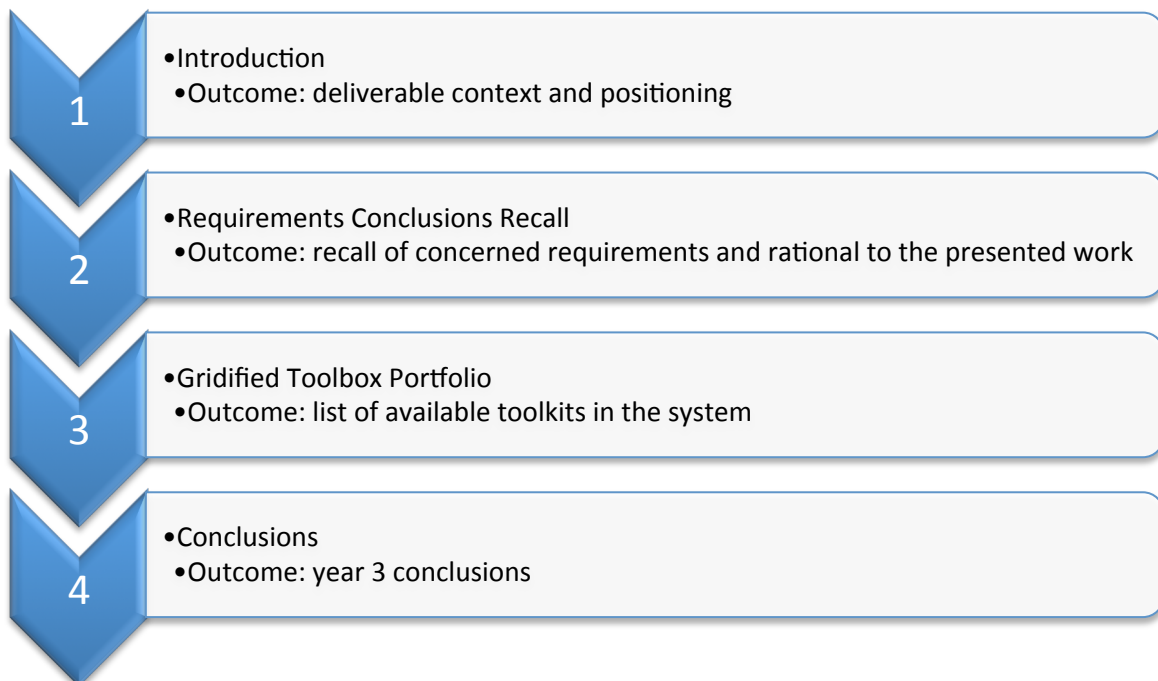 1
•Introduction
•Outcome: deliverable context and positioning
2
•Requirements Conclusions Recall
•Outcome: recall of concerned requirements and rational to the presented work
3
•Gridified Toolbox Portfolio
•Outcome: list of available toolkits in the system
4
•Conclusions
•Outcome: year 3 conclusions